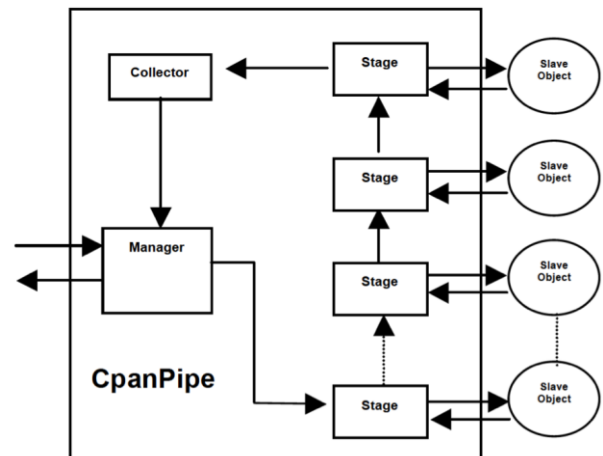 Collector
Stage
Slave
Object
Stage
Slave
Object
Manager
Stage
Slave
Object
CpanPipe
Stage
Slave
Object